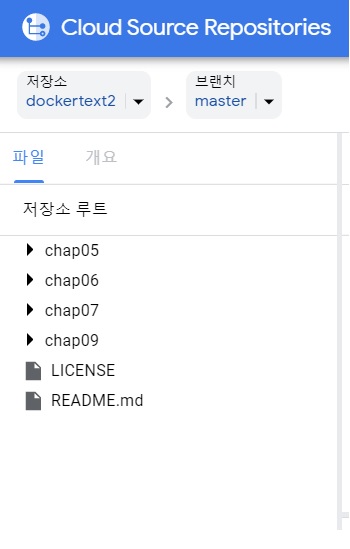 Cloud Source Repositories
저장소
dockertext2
브랜치
master
파일 개요
저장소 루트
chap05
chap06
chap07
chap09
LICENSE
README.md